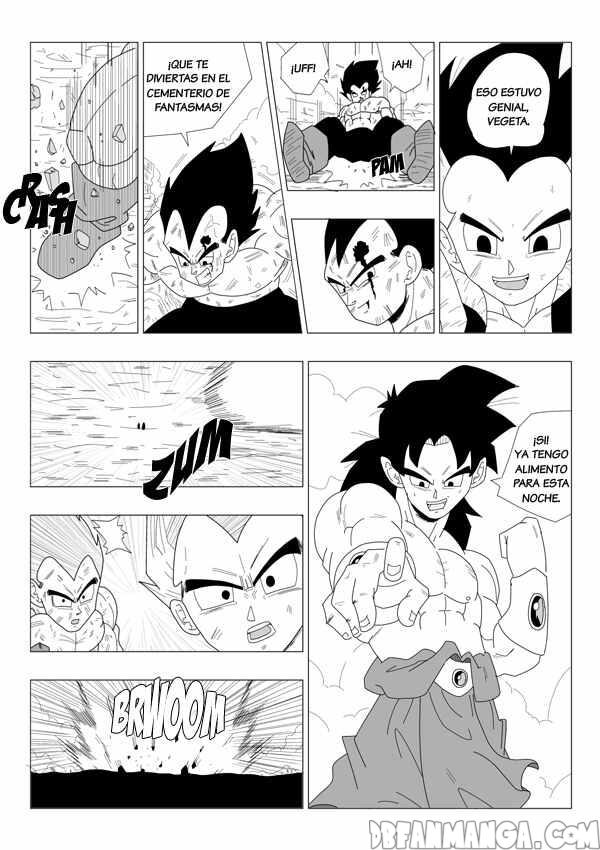 ESO ESTUVO
GENIAL,
VEGETA.
¡AH!
¡UFF!
PAM
¡QUE TE
DIVIERTAS EN EL
CEMENTERIO DE
FANTASMAS!
CRASH
¡SI!
YA TENGO
ALIMENTO
PARA ESTA
NOCHE.
ZUM
BRWOOM
DBFANMANGA.COM